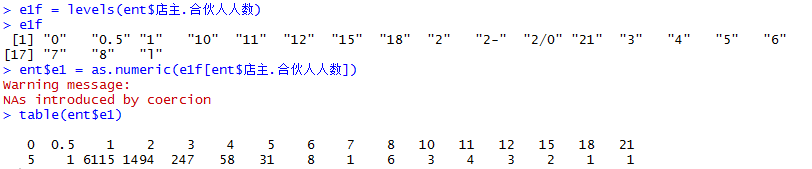 > e1f = levels(ent$店主.合伙人人数)
> e1f
[1] "0" "0.5" "1" "10" "11" "12" "15" "18" "2" "2-" "2/0" "21" "3" "4" "5" "6"
[17] "7" "8" "l"
> ent$e1 = as.numeric(e1f[ent$店主.合伙人人数])
Warning message:
NAs introduced by coercion
> table(ent$e1)
0 0.5 1 2 3 4 5 6 7 8 10 11 12 15 18 21
5 1 6115 1494 247 58 31 8 1 6 3 4 3 2 1 1